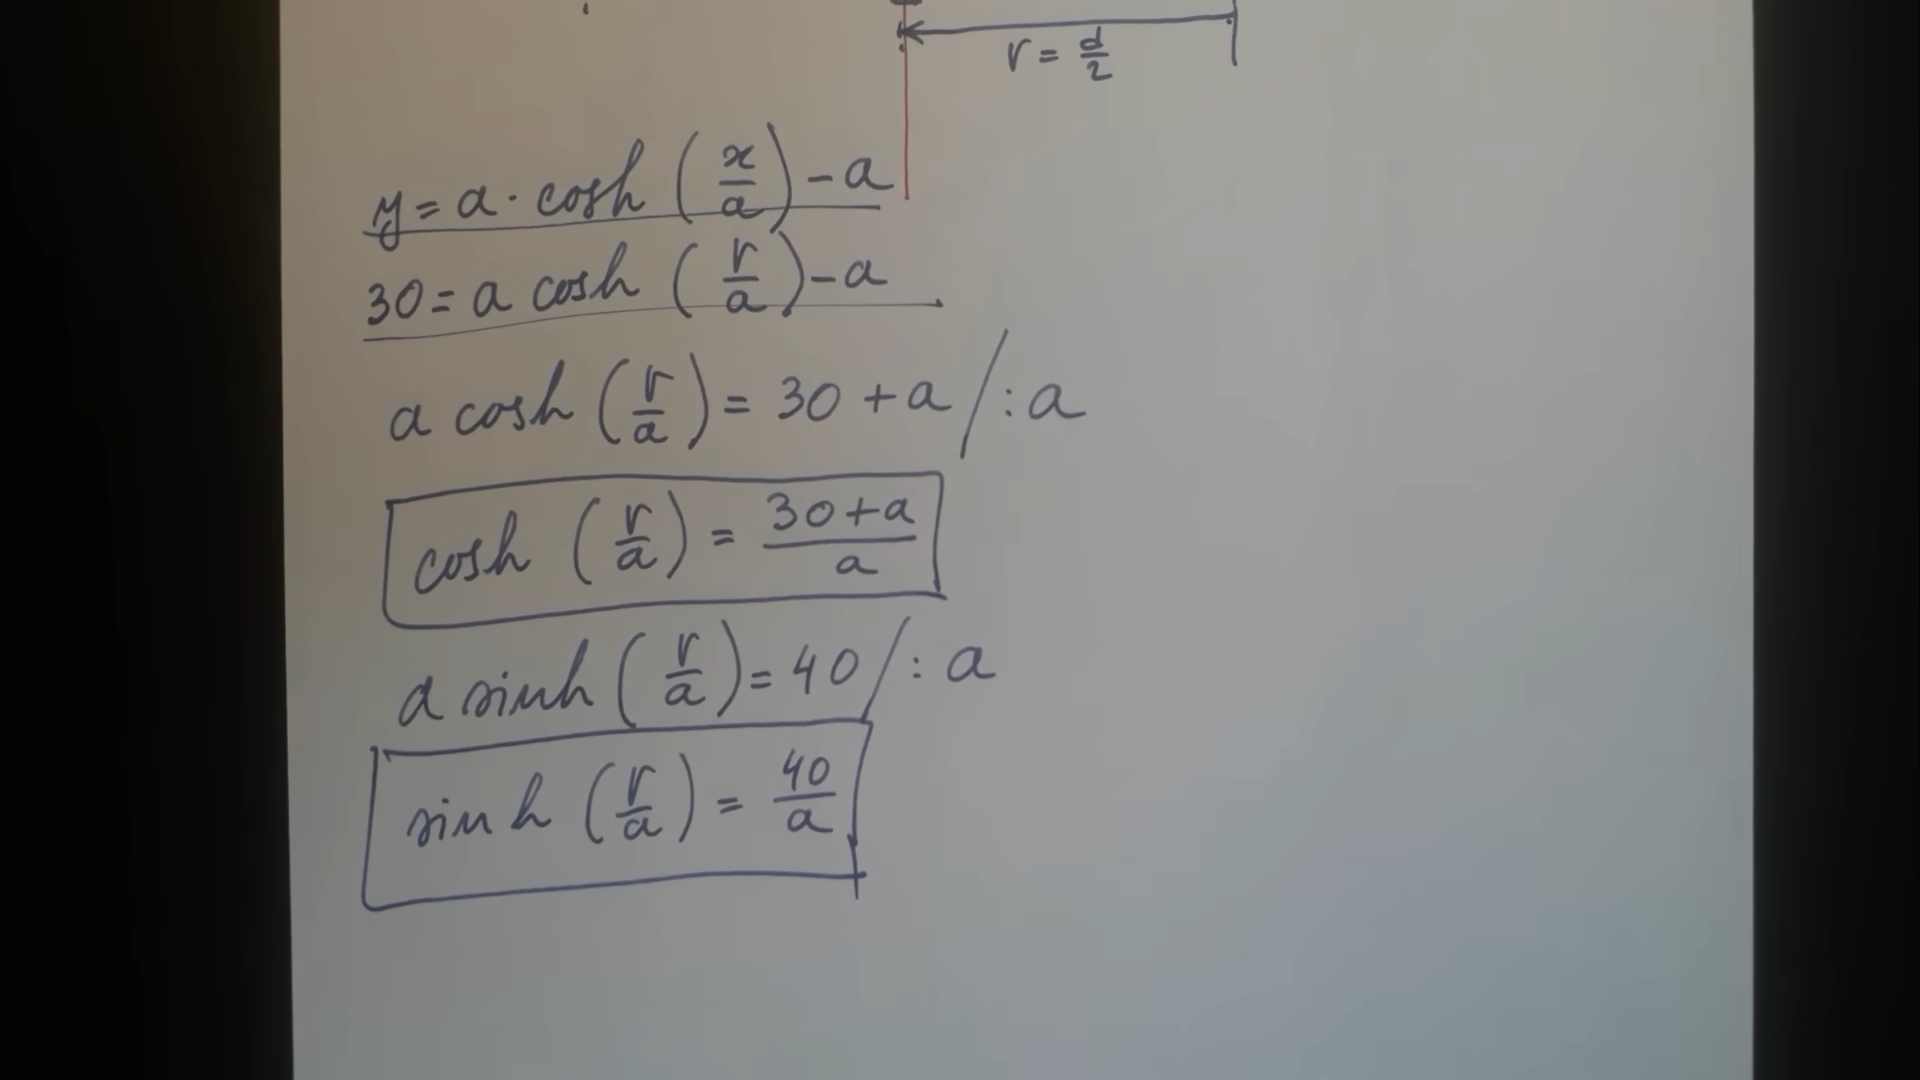 r = d/2
y = a · cosh (x/a) - a
30 = a cosh (r/a) - a
a cosh (r/a) = 30 + a / : a
cosh (r/a) = (30+a)/a
a sinh (r/a) = 40 / : a
sinh (r/a) = 40/a